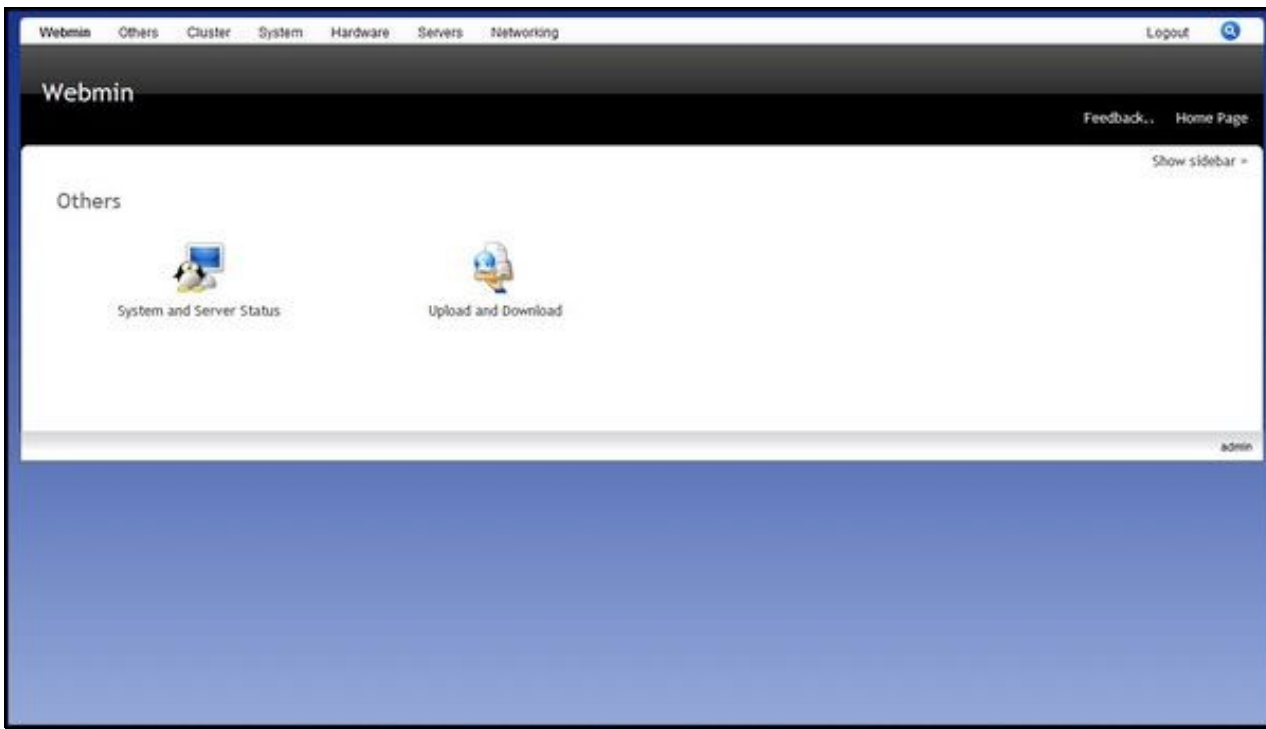 Webmin Others Cluster System Hardware Servers Networking Logout
Webmin
Feedback.. Home Page
Show sidebar »
Others
System and Server Status Upload and Download
admin